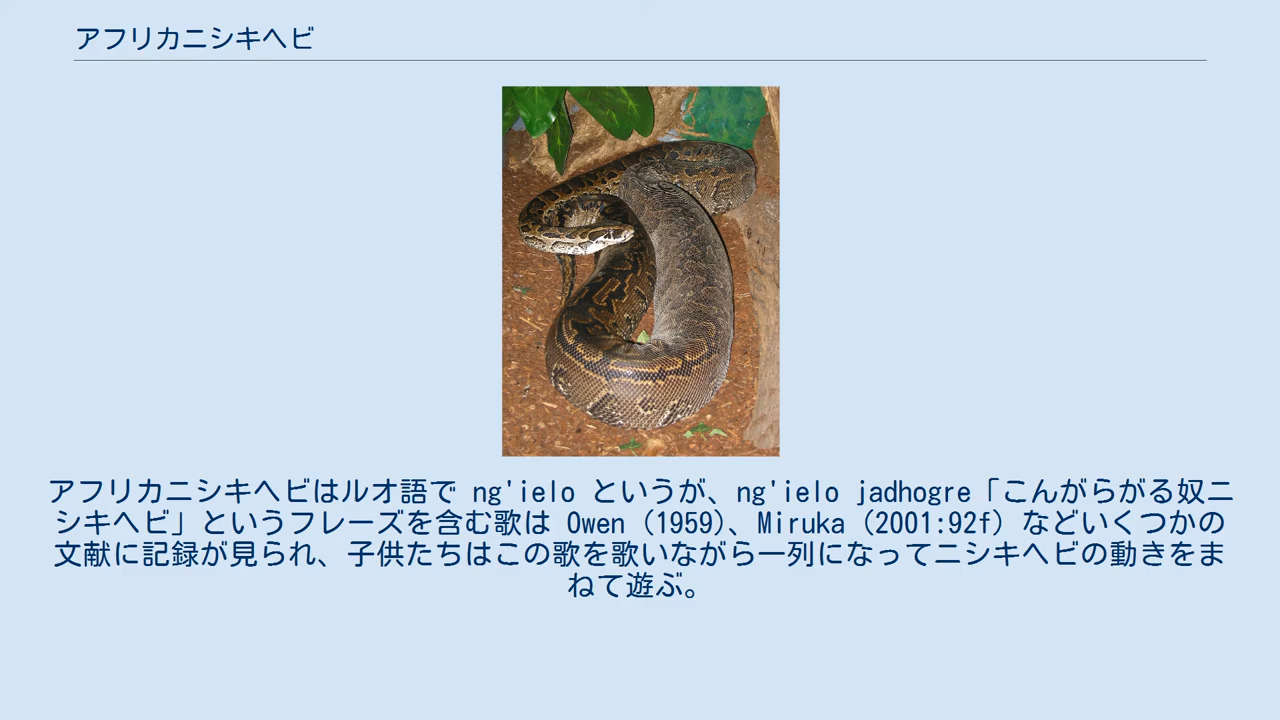 アフリカニシキヘビ
アフリカニシキヘビはルオ語で ng'ielo というが、ng'ielo jadhogre「こんがらがる奴ニ
シキヘビ」というフレーズを含む歌は Owen (1959)、Miruka (2001:92f) などいくつかの
文献に記録が見られ、子供たちはこの歌を歌いながら一列になってニシキヘビの動きをま
ねて遊ぶ。